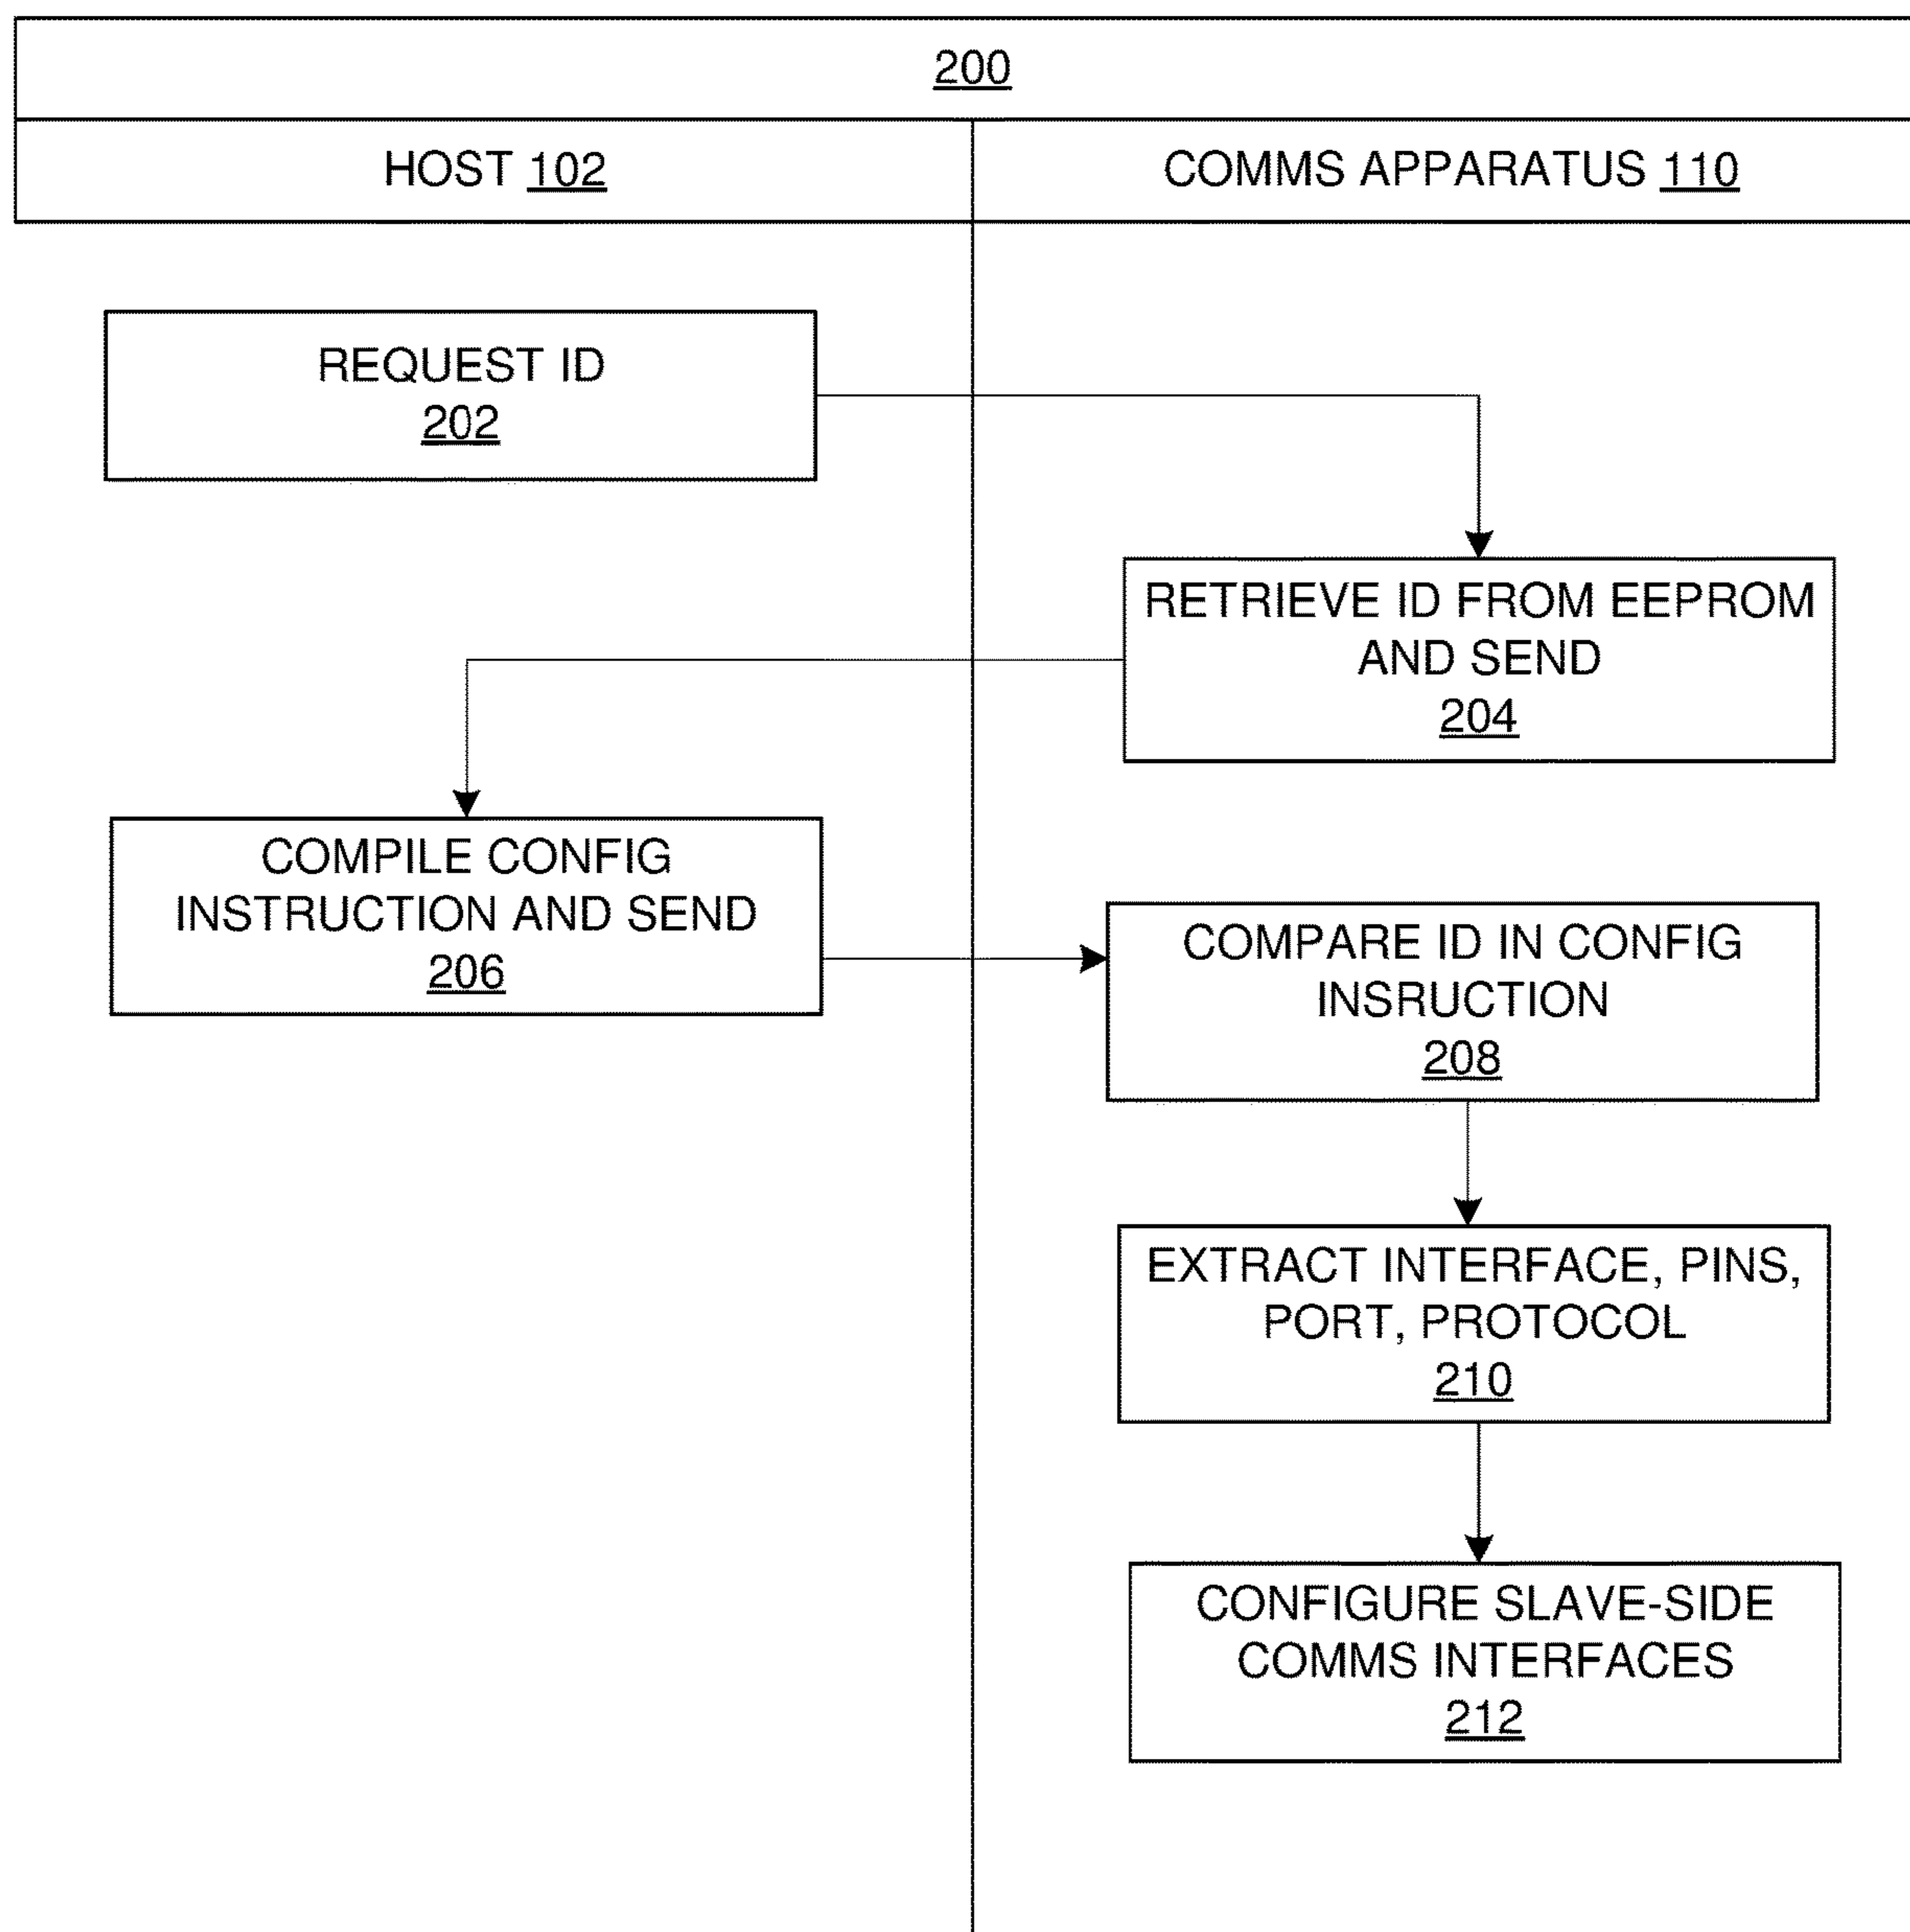 200
HOST 102
COMMS APPARATUS 110
REQUEST ID
202
RETRIEVE ID FROM EEPROM
AND SEND
204
COMPILE CONFIG
INSTRUCTION AND SEND
206
COMPARE ID IN CONFIG
INSRUCTION
208
EXTRACT INTERFACE, PINS,
PORT, PROTOCOL
210
CONFIGURE SLAVE-SIDE
COMMS INTERFACES
212